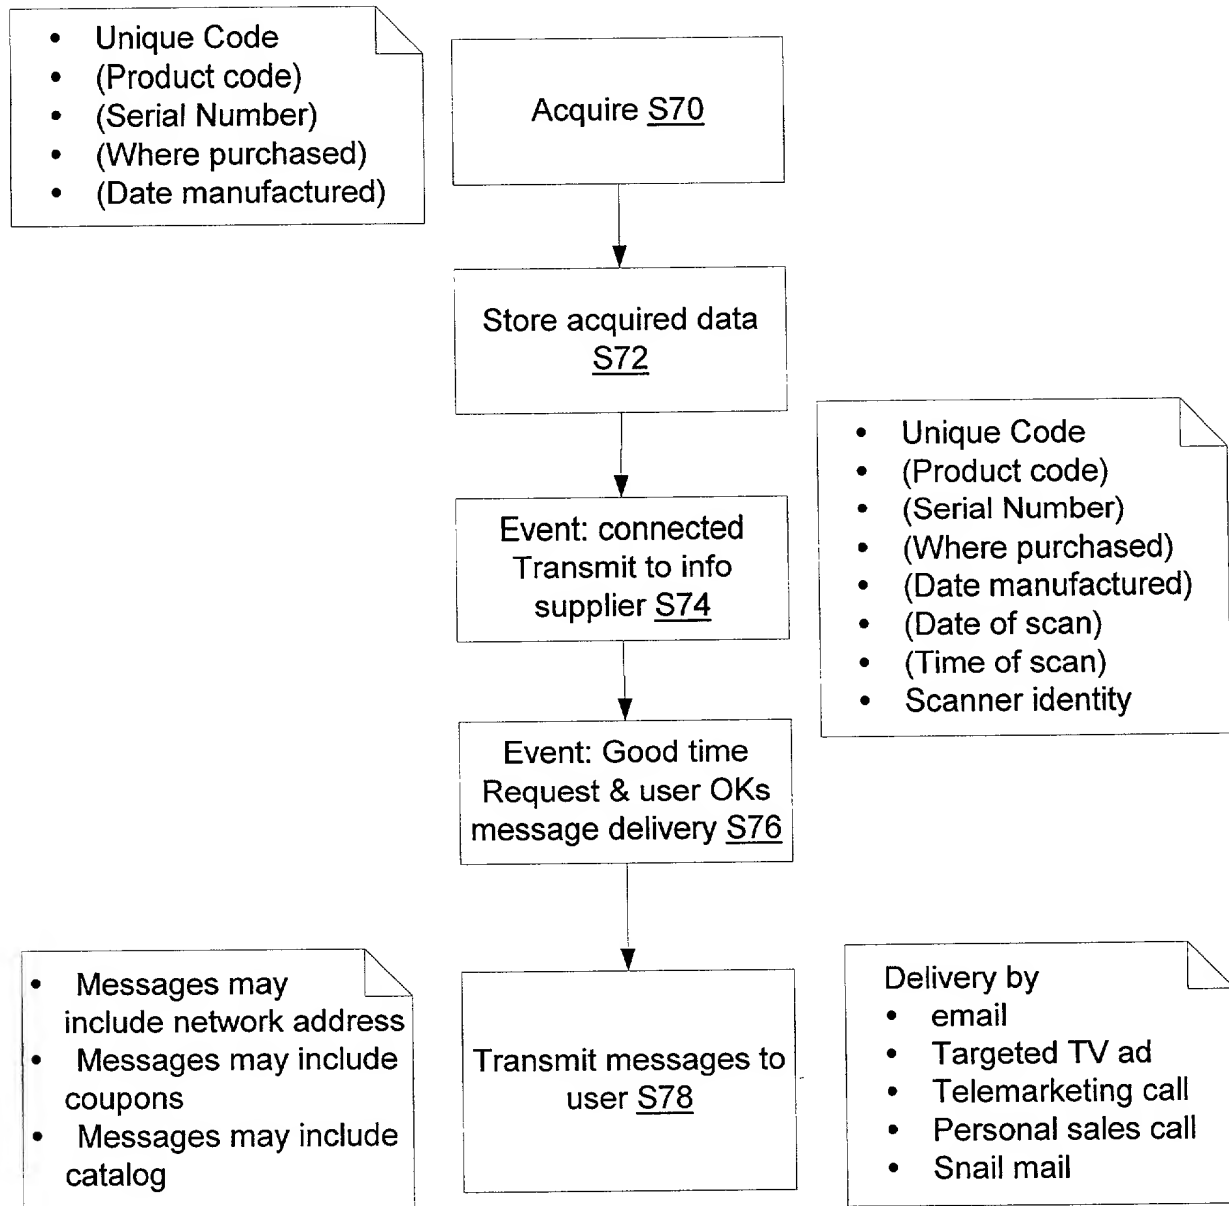 • Unique Code
• (Product code)
• (Serial Number)
• (Where purchased)
• (Date manufactured)
Acquire S70
Store acquired data
S72
Event: connected
Transmit to info
supplier S74
• Unique Code
• (Product code)
• (Serial Number)
• (Where purchased)
• (Date manufactured)
• (Date of scan)
• (Time of scan)
• Scanner identity
Event: Good time
Request & user OKs
message delivery S76
• Messages may
include network address
• Messages may include
coupons
• Messages may include
catalog
Transmit messages to
user S78
Delivery by
• email
• Targeted TV ad
• Telemarketing call
• Personal sales call
• Snail mail